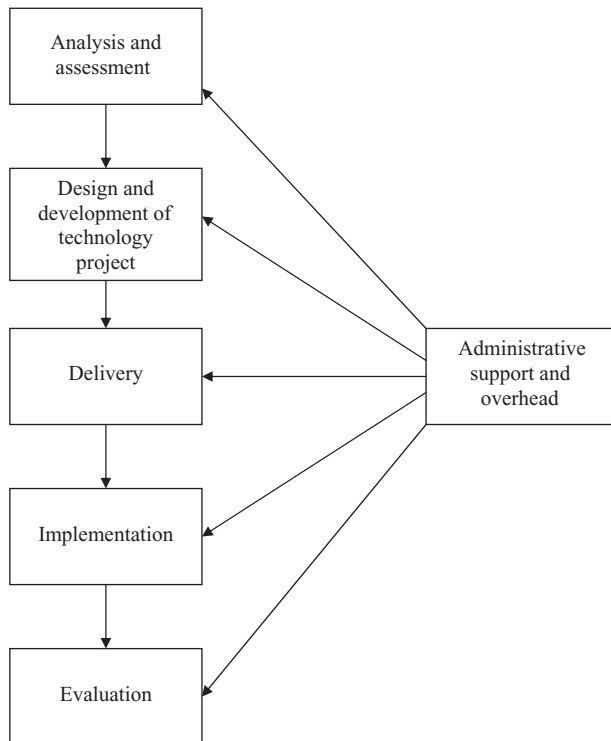 Analysis and
assessment
Design and
development of
technology
project
Delivery
Administrative
support and
overhead
Implementation
Evaluation